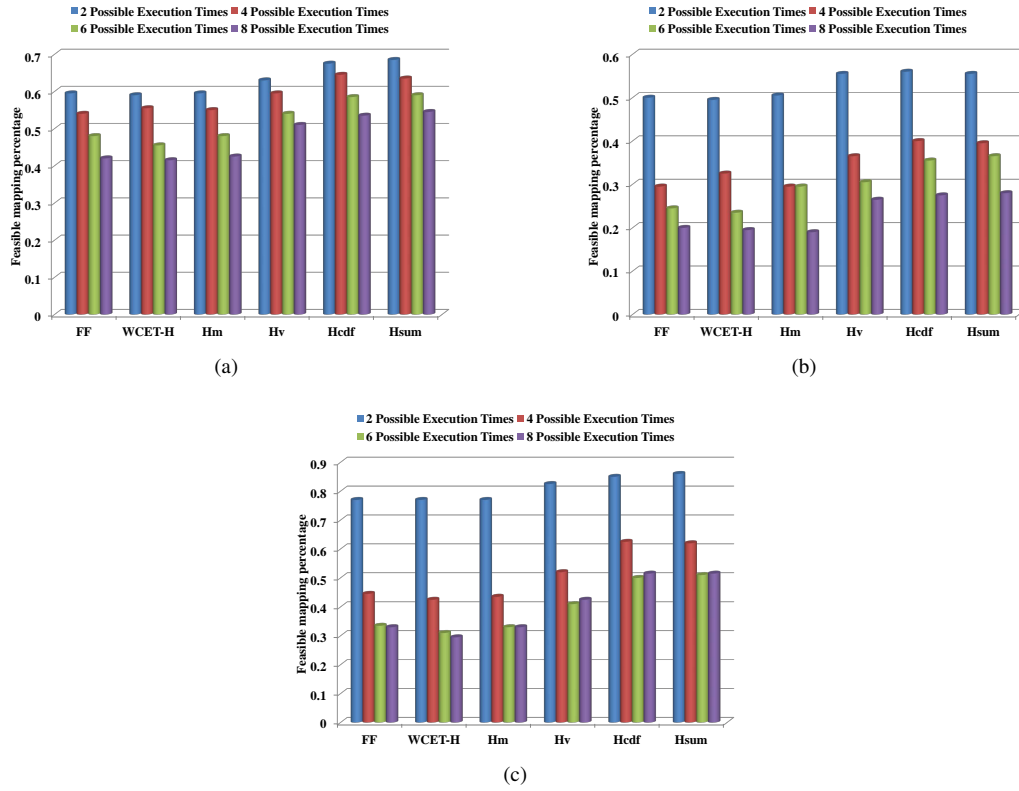 2 Possible Execution Times 4 Possible Execution Times
6 Possible Execution Times 8 Possible Execution Times
Feasible mapping percentage
0.7
0.6
0.5
0.4
0.3
0.2
0.1
0
FF WCET-H Hm Hv Hcdf Hsum
(a)
2 Possible Execution Times 4 Possible Execution Times
6 Possible Execution Times 8 Possible Execution Times
Feasible mapping percentage
0.6
0.5
0.4
0.3
0.2
0.1
0
FF WCET-H Hm Hv Hcdf Hsum
(b)
2 Possible Execution Times 4 Possible Execution Times
6 Possible Execution Times 8 Possible Execution Times
Feasible mapping percentage
0.9
0.8
0.7
0.6
0.5
0.4
0.3
0.2
0.1
0
FF WCET-H Hm Hv Hcdf Hsum
(c)